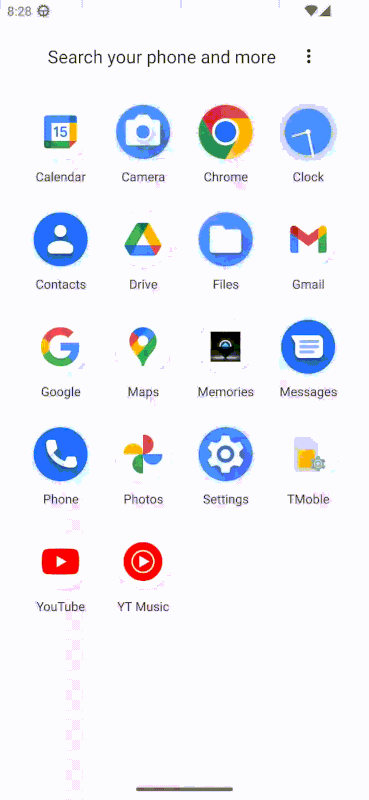 8:28
Search your phone and more
15
Calendar Camera Chrome Clock
Contacts Drive Files Gmail
Google Maps Memories Messages
Phone Photos Settings TMoble
YouTube YT Music